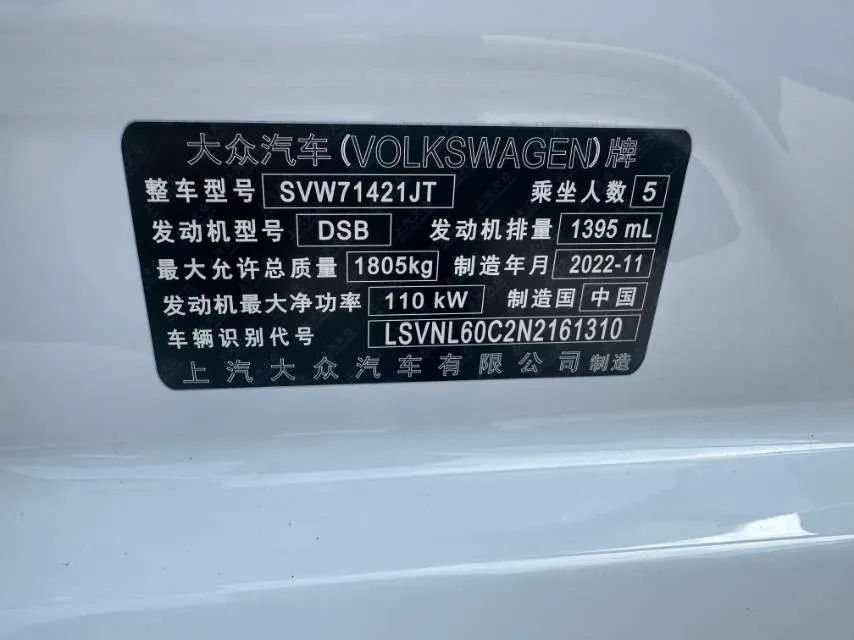 大众汽车(VOLKSWAGEN)牌
整车型号 SVW71421JT 乘坐人数 5
发动机型号 DSB 发动机排量 1395 mL
最大允许总质量 1805kg 制造年月 2022-11
发动机最大净功率 110 kW 制造国 中国
车辆识别代号 LSVNL60C2N2161310
上汽大众汽车有限公司制造